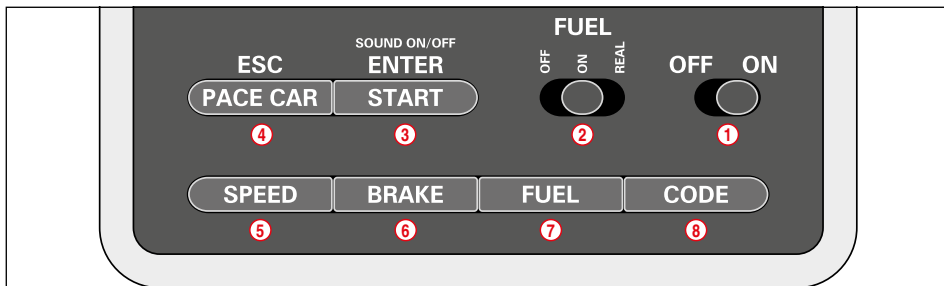 FUEL
SOUND ON/OFF
ESC ENTER OFF ON REAL OFF ON
PACE CAR START
4 3 2 1
SPEED BRAKE FUEL CODE
5 6 7 8